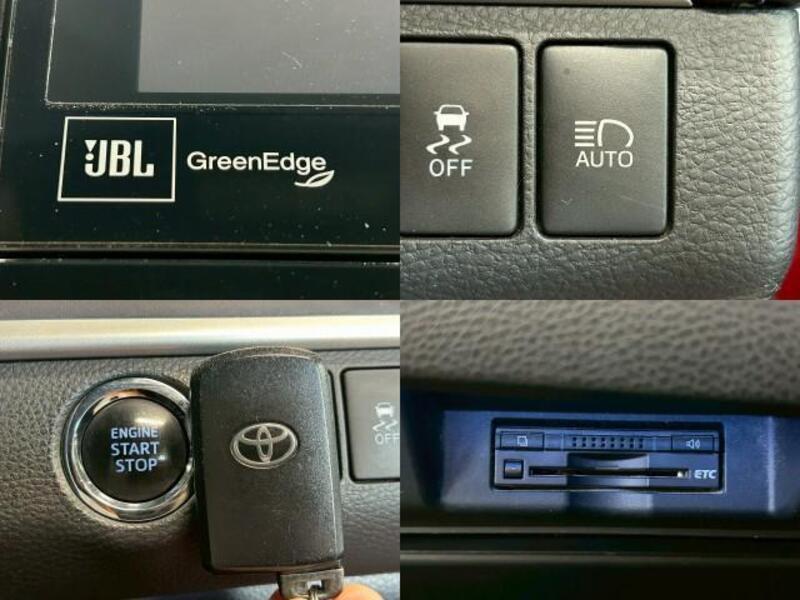 JBL GreenEdge
OFF
AUTO
ENGINE
START
STOP
OFF
ETC